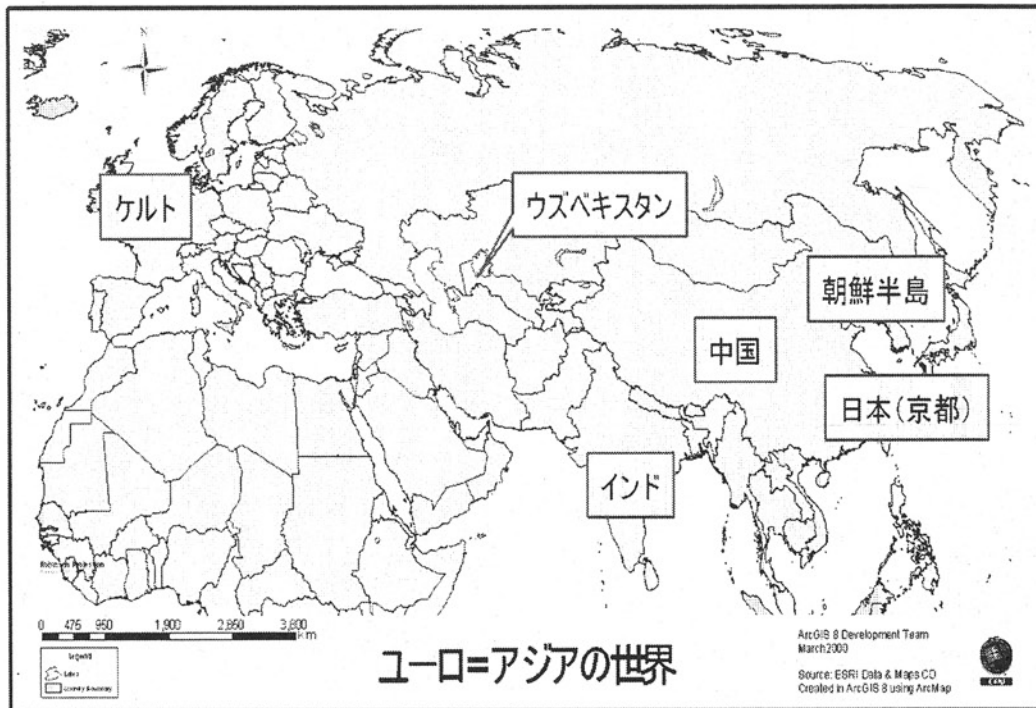 N
ケルト
ウズベキスタン
朝鮮半島
中国
日本(京都)
インド
0 475 950 1,900 2,850 3,800
km
Legend
ユーロ=アジアの世界
ArcGIS 8 Development Team
March2000
Source: ESRI Data & Maps CD
Created in ArcGIS 8 using ArcMap